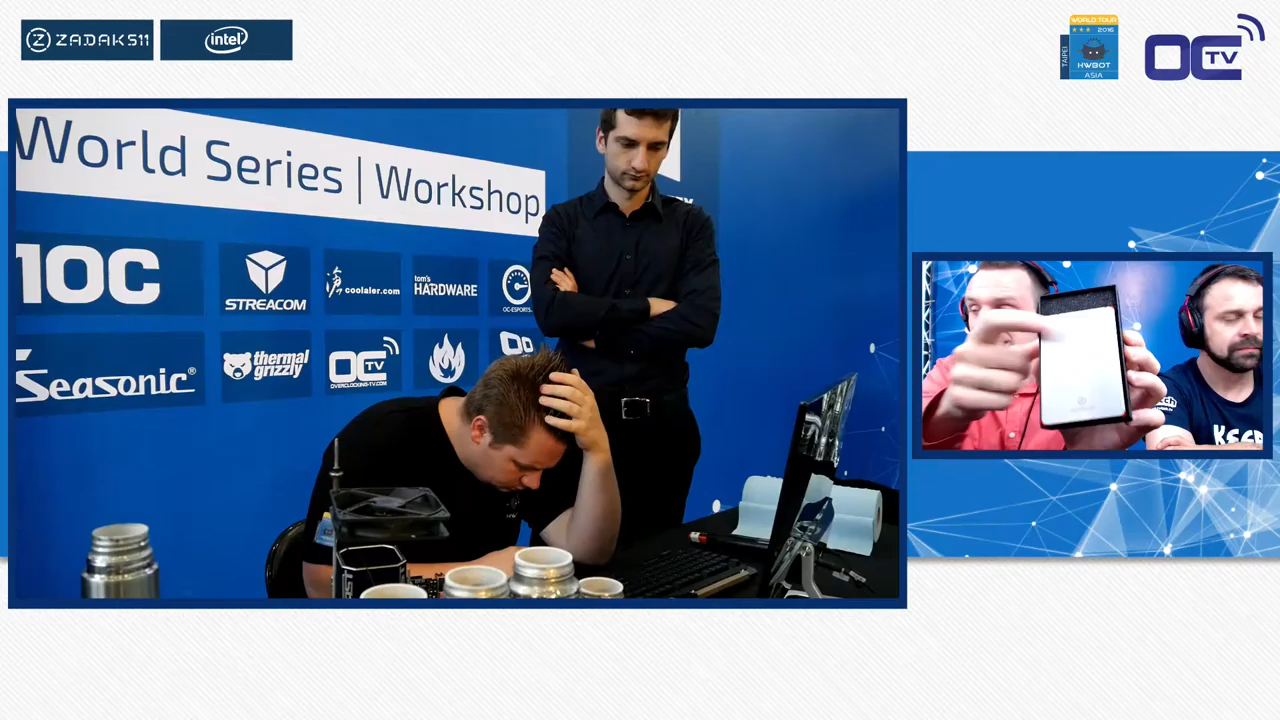 ZADAK511
intel
WORLD TOUR
2016
TAIPEI
HWBOT
ASIA
OC
TV
World Series | Workshop
10C
STREACOM
coolaler.com
tom's
HARDWARE
OC-ESPORTS
Seasonic®
thermal
grizzly
OC
TV
OVERCLOCKING-TV.COM